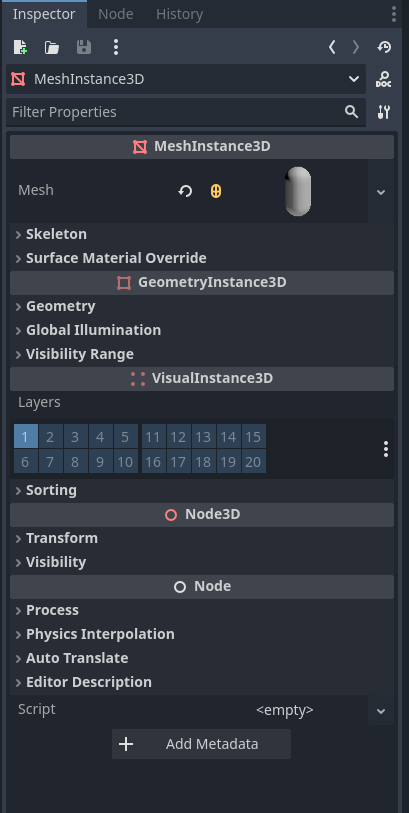 Inspector Node History
MeshInstance3D
DOC
Filter Properties
MeshInstance3D
Mesh
Skeleton
Surface Material Override
GeometryInstance3D
Geometry
Global Illumination
Visibility Range
VisualInstance3D
Layers
1 2 3 4 5 11 12 13 14 15
6 7 8 9 10 16 17 18 19 20
Sorting
Node3D
Transform
Visibility
Node
Process
Physics Interpolation
Auto Translate
Editor Description
Script <empty>
Add Metadata